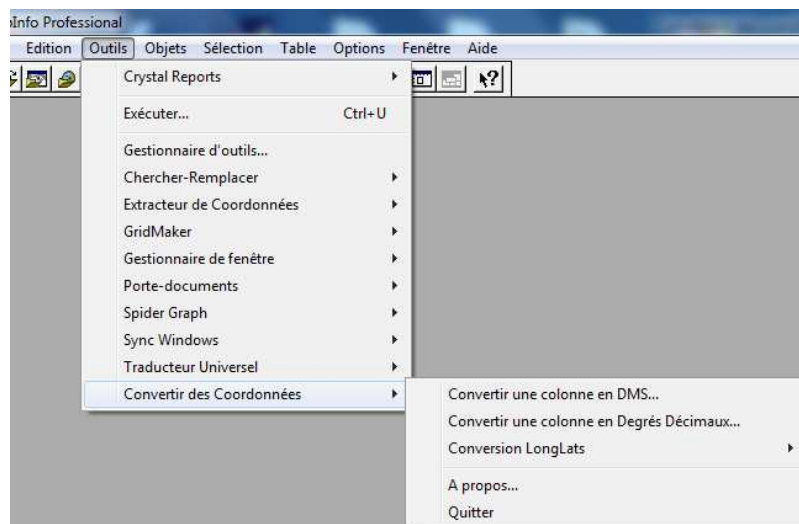 pInfo Professional
Edition Outils Objets Sélection Table Options Fenêtre Aide
Crystal Reports
Exécuter... Ctrl+U
Gestionnaire d'outils...
Chercher-Remplacer
Extracteur de Coordonnées
GridMaker
Gestionnaire de fenêtre
Porte-documents
Spider Graph
Sync Windows
Traducteur Universel
Convertir des Coordonnées
Convertir une colonne en DMS...
Convertir une colonne en Degrés Décimaux...
Conversion LongLats
A propos...
Quitter